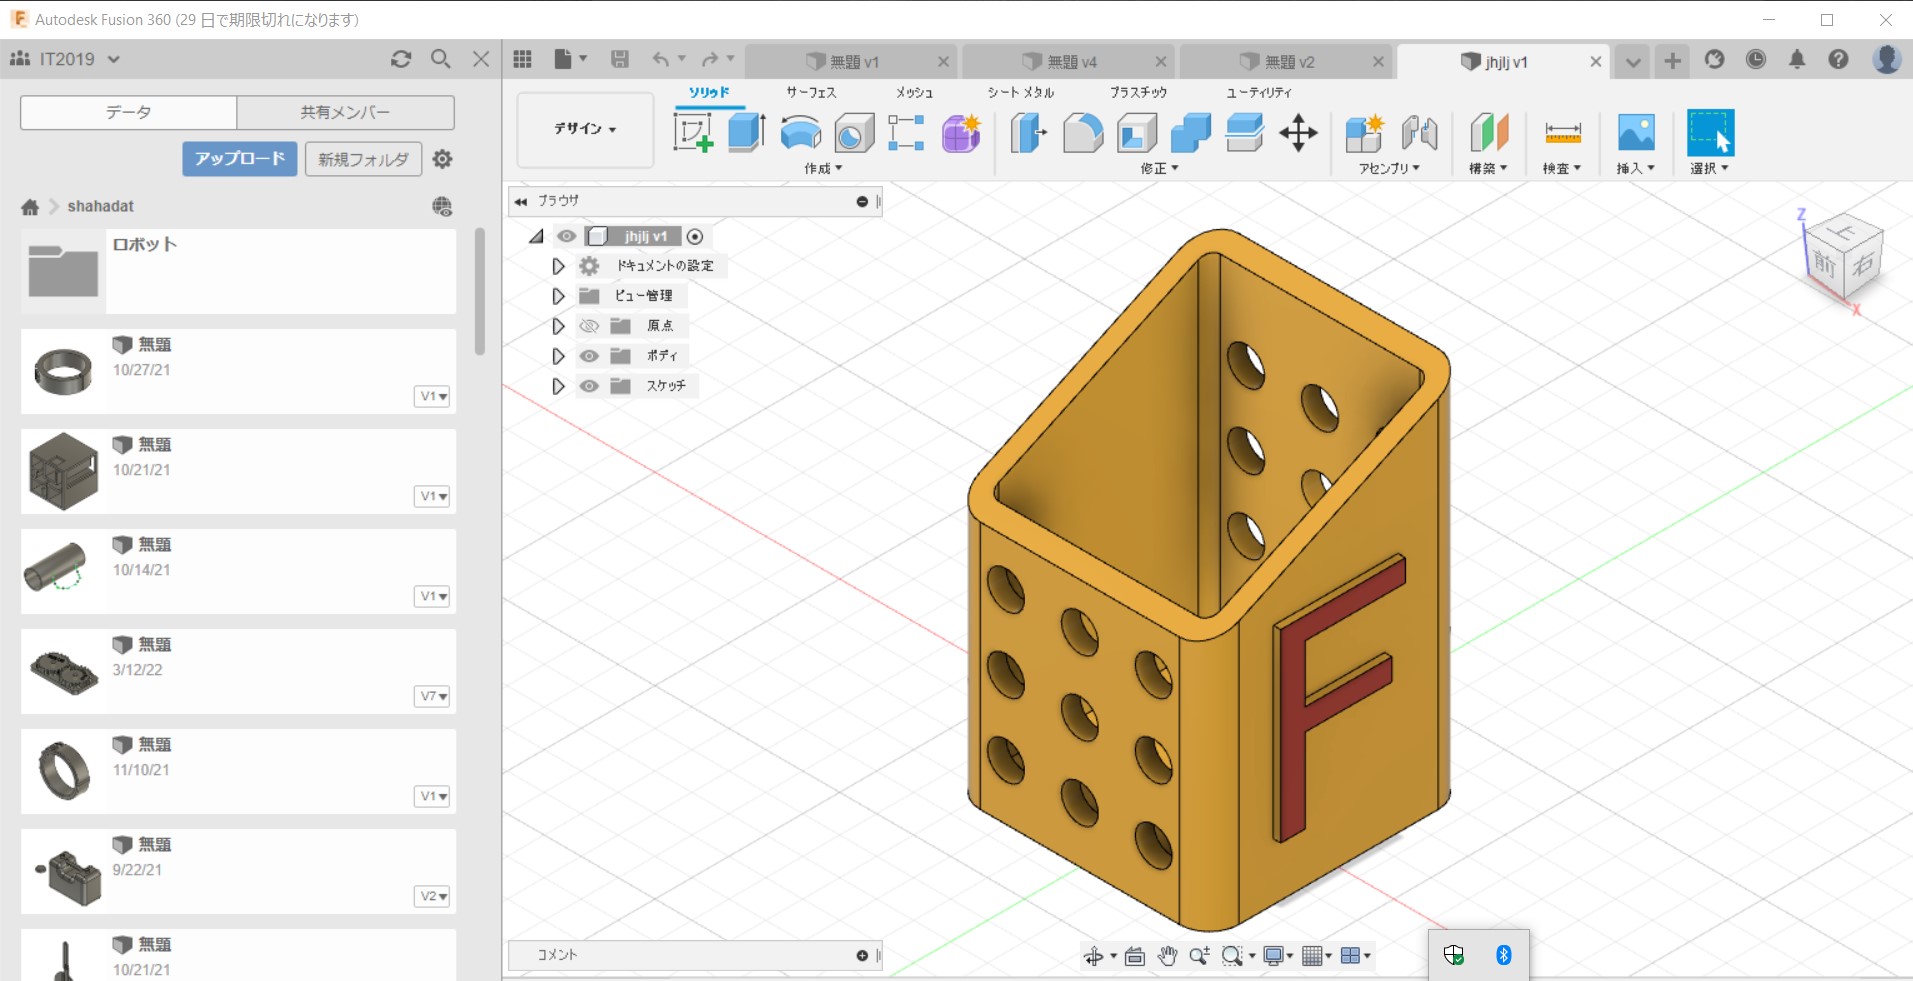 Autodesk Fusion 360 (29 日で期限切れになります)
IT2019
無題 v1
無題 v4
無題 v2
jhjlj v1
データ
共有メンバー
アップロード
新規フォルダ
shahadat
ロボット
無題
10/27/21
V1
無題
10/21/21
V1
無題
10/14/21
V1
無題
3/12/22
V7
無題
11/10/21
V1
無題
9/22/21
V2
無題
10/21/21
デザイン
ソリッド
サーフェス
メッシュ
シート メタル
プラスチック
ユーティリティ
作成
修正
アセンブリ
構築
検査
挿入
選択
ブラウザ
jhjlj v1
ドキュメントの設定
ビュー管理
原点
ボディ
スケッチ
Z
上
前
右
X
F
コメント